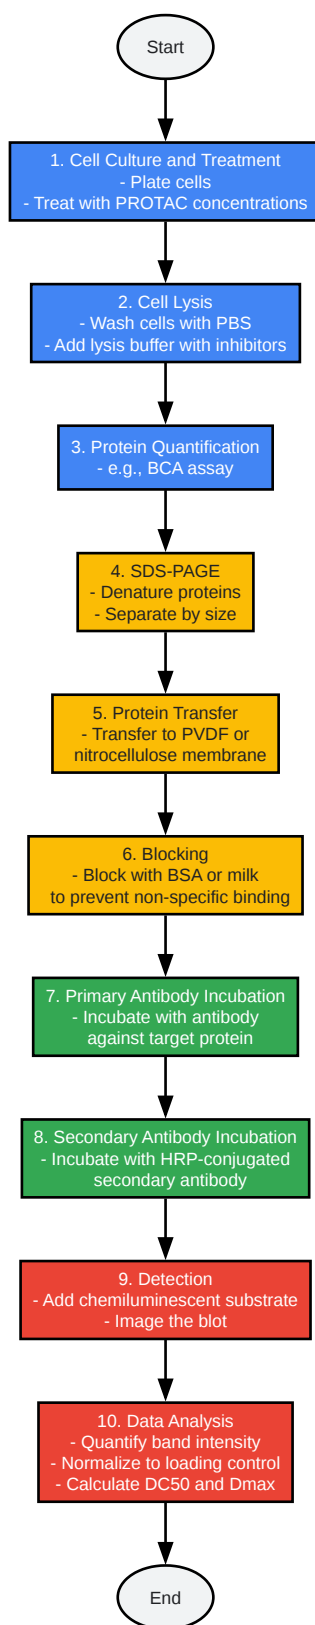 Start
1. Cell Culture and Treatment
- Plate cells
- Treat with PROTAC concentrations
2. Cell Lysis
- Wash cells with PBS
- Add lysis buffer with inhibitors
3. Protein Quantification
- e.g., BCA assay
4. SDS-PAGE
- Denature proteins
- Separate by size
5. Protein Transfer
- Transfer to PVDF or
nitrocellulose membrane
6. Blocking
- Block with BSA or milk
to prevent non-specific binding
7. Primary Antibody Incubation
- Incubate with antibody
against target protein
8. Secondary Antibody Incubation
- Incubate with HRP-conjugated
secondary antibody
9. Detection
- Add chemiluminescent substrate
- Image the blot
10. Data Analysis
- Quantify band intensity
- Normalize to loading control
- Calculate DC50 and Dmax
End